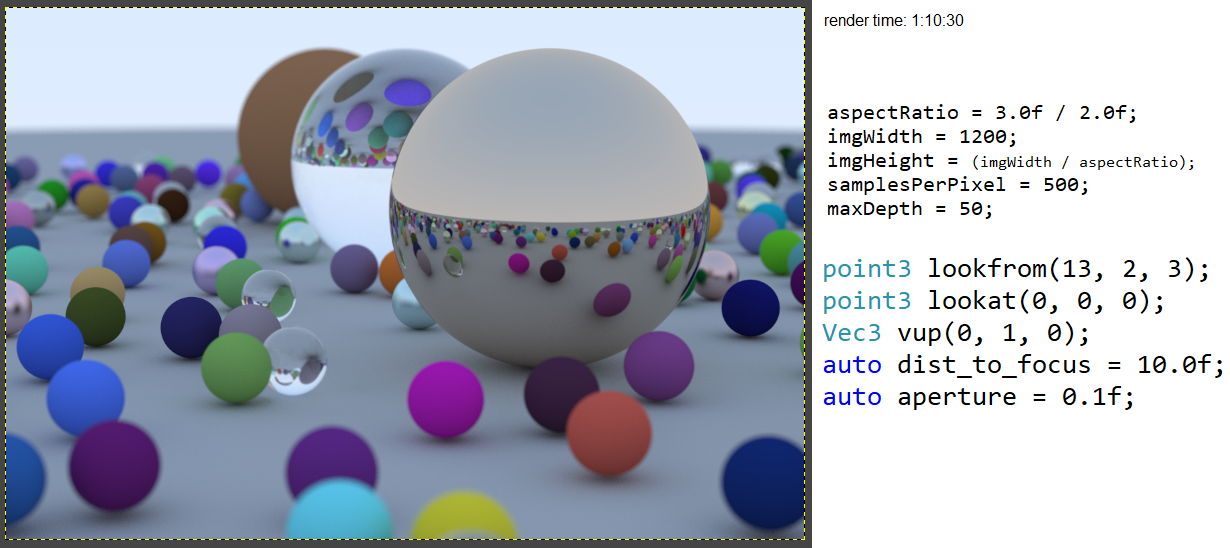 render time: 1:10:30
aspectRatio = 3.0f / 2.0f;
imgWidth = 1200;
imgHeight = (imgWidth / aspectRatio);
samplesPerPixel = 500;
maxDepth = 50;
point3 lookfrom(13, 2, 3);
point3 lookat(0, 0, 0);
Vec3 vup(0, 1, 0);
auto dist_to_focus = 10.0f;
auto aperture = 0.1f;